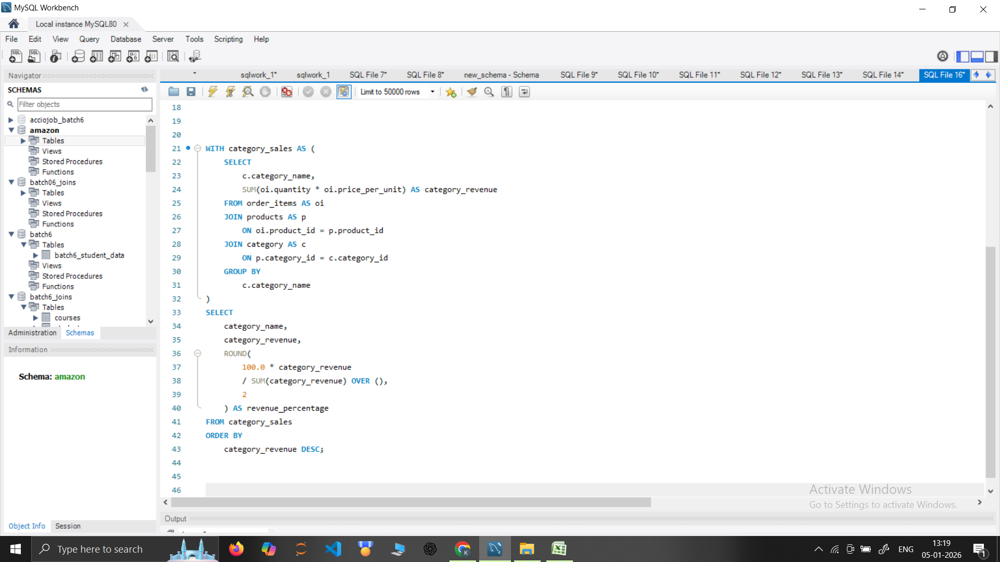 MySQL Workbench
Local instance MySQL80
File Edit View Query Database Server Tools Scripting Help
Navigator
* sqlwork_1* sqlwork_1 SQL File 7* SQL File 8* new_schema - Schema SQL File 9* SQL File 10* SQL File 11* SQL File 12* SQL File 13* SQL File 14* SQL File 16*
SCHEMAS
Limit to 50000 rows
Filter objects
acciojob_batch6
amazon
Tables
Views
Stored Procedures
Functions
batch06_joins
Tables
Views
Stored Procedures
Functions
batch6
Tables
batch6_student_data
Views
Stored Procedures
Functions
batch6_joins
Tables
courses
Administration Schemas
Information
Schema: amazon
Object Info Session
18
19
20
21 WITH category_sales AS (
22 SELECT
23 c.category_name,
24 SUM(oi.quantity * oi.price_per_unit) AS category_revenue
25 FROM order_items AS oi
26 JOIN products AS p
27 ON oi.product_id = p.product_id
28 JOIN category AS c
29 ON p.category_id = c.category_id
30 GROUP BY
31 c.category_name
32 )
33 SELECT
34 category_name,
35 category_revenue,
36 ROUND(
37 100.0 * category_revenue
38 / SUM(category_revenue) OVER (),
39 2
40 ) AS revenue_percentage
41 FROM category_sales
42 ORDER BY
43 category_revenue DESC;
44
45
46
Activate Windows
Go to Settings to activate Windows.
Output
Type here to search
ENG
13:19
05-01-2026
1